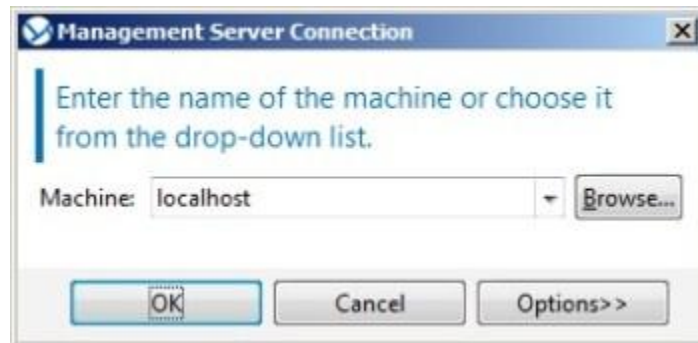 Management Server Connection
Enter the name of the machine or choose it
from the drop-down list.
Machine: localhost Browse...
OK Cancel Options>>